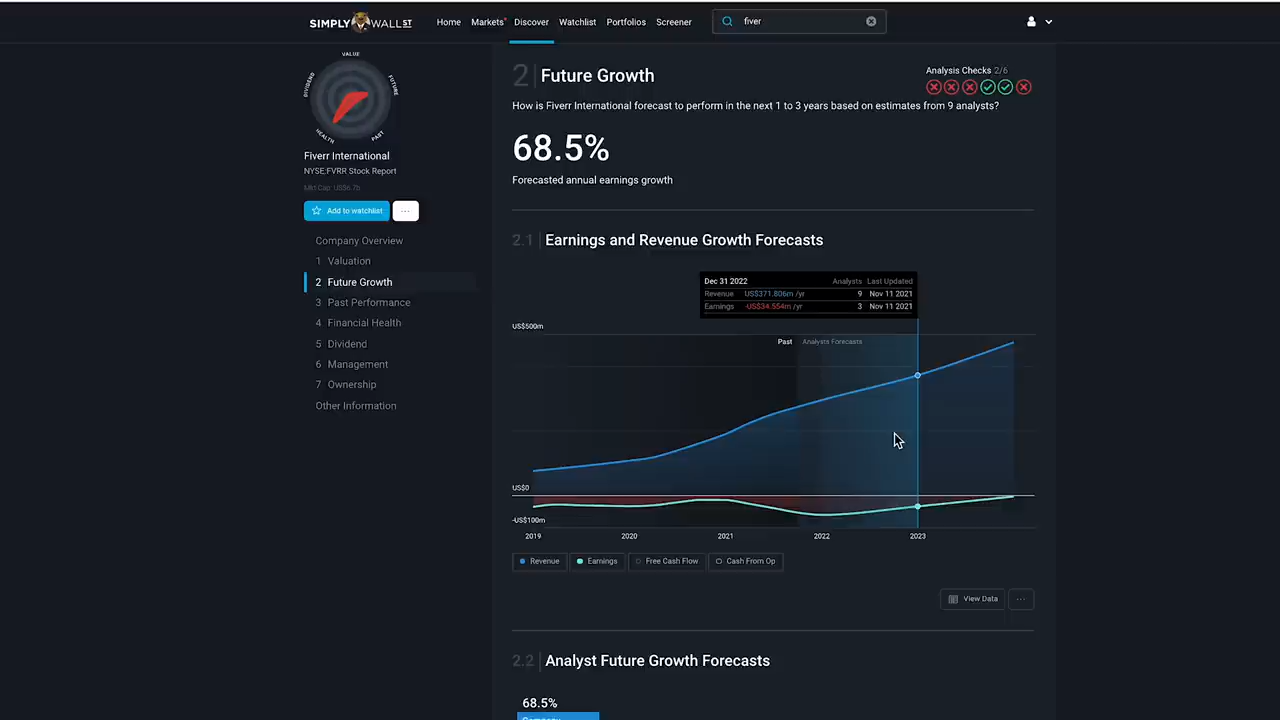 SIMPLY WALL ST
Home Markets Discover Watchlist Portfolios Screener
fiver
VALUE
FUTURE
PAST
HEALTH
DIVIDEND
Fiverr International
NYSE:FVRR Stock Report
Mkt Cap: US$6.7b
Add to watchlist
...
Company Overview
1 Valuation
2 Future Growth
3 Past Performance
4 Financial Health
5 Dividend
6 Management
7 Ownership
Other Information
2 Future Growth
Analysis Checks 2/6
How is Fiverr International forecast to perform in the next 1 to 3 years based on estimates from 9 analysts?
68.5%
Forecasted annual earnings growth
2.1 Earnings and Revenue Growth Forecasts
Dec 31 2022 Analysts Last Updated
Revenue US$371.806m /yr 9 Nov 11 2021
Earnings -US$34.554m /yr 3 Nov 11 2021
US$500m
Past Analysts Forecasts
US$0
-US$100m
2019 2020 2021 2022 2023
Revenue Earnings Free Cash Flow Cash From Op
View Data ...
2.2 Analyst Future Growth Forecasts
68.5%
Company